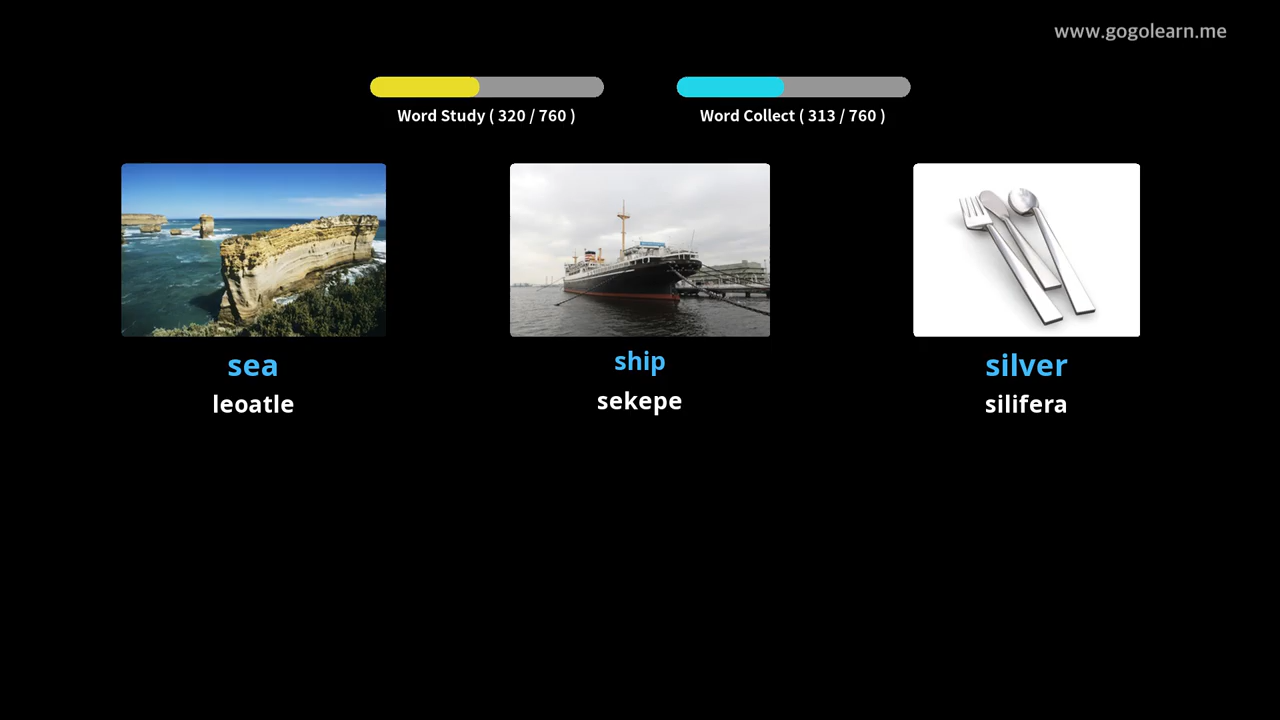 www.gogolearn.me
Word Study ( 320 / 760 )
Word Collect ( 313 / 760 )
sea
leoatle
ship
sekepe
silver
silifera